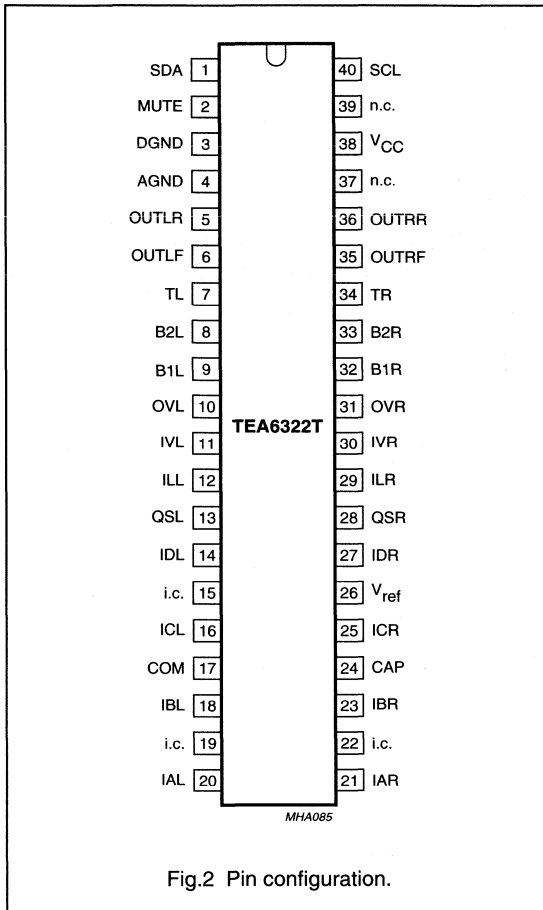 SDA 1 40 SCL
MUTE 2 39 n.c.
DGND 3 38 VCC
AGND 4 37 n.c.
OUTLR 5 36 OUTRR
OUTLF 6 35 OUTRF
TL 7 34 TR
B2L 8 33 B2R
B1L 9 32 B1R
OVL 10 31 OVR
TEA6322T
IVL 11 30 IVR
ILL 12 29 ILR
QSL 13 28 QSR
IDL 14 27 IDR
i.c. 15 26 Vref
ICL 16 25 ICR
COM 17 24 CAP
IBL 18 23 IBR
i.c. 19 22 i.c.
IAL 20 21 IAR
MHA085
Fig.2 Pin configuration.